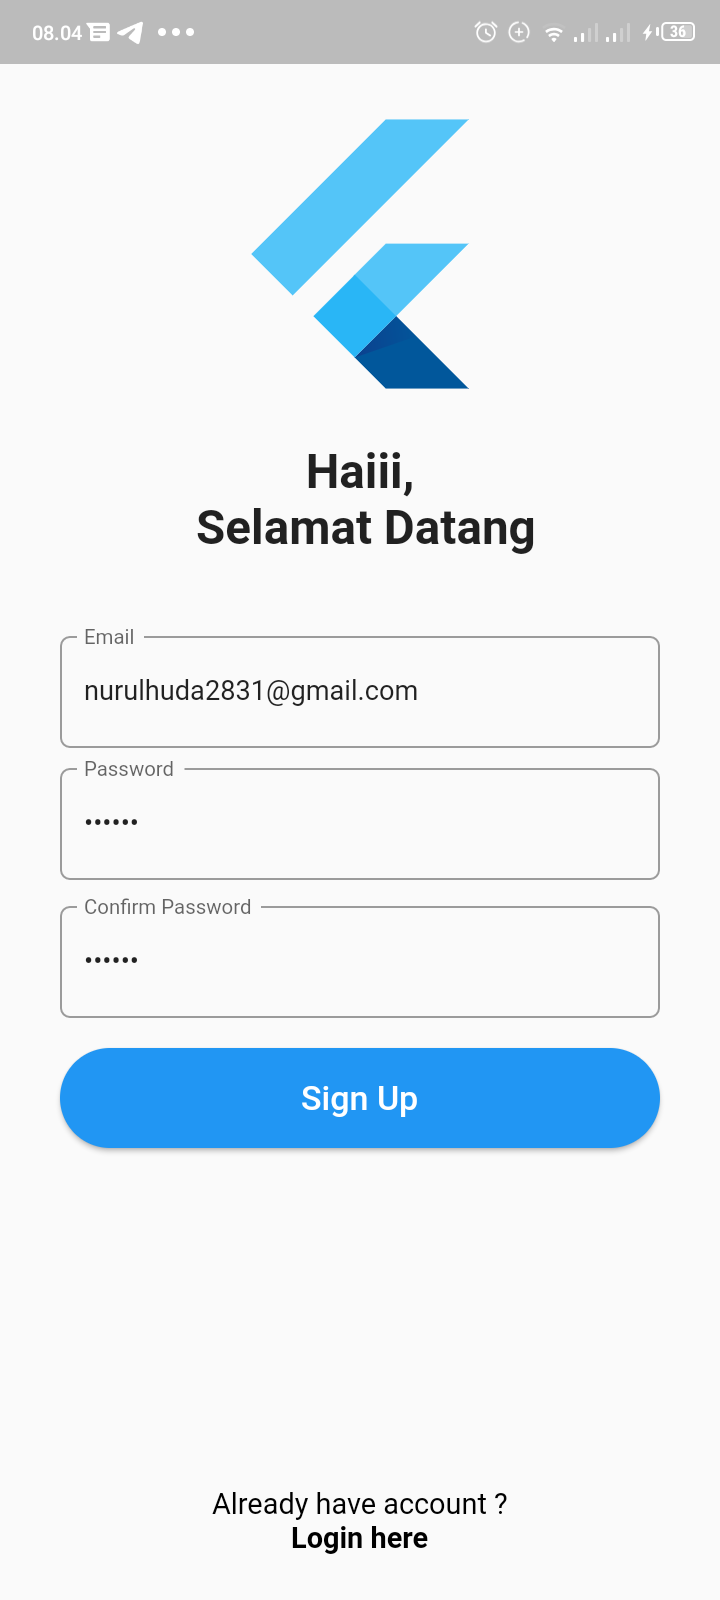 08.04
36
Haiii,
Selamat Datang
Email
nurulhuda2831@gmail.com
Password
••••••
Confirm Password
••••••
Sign Up
Already have account ?
Login here